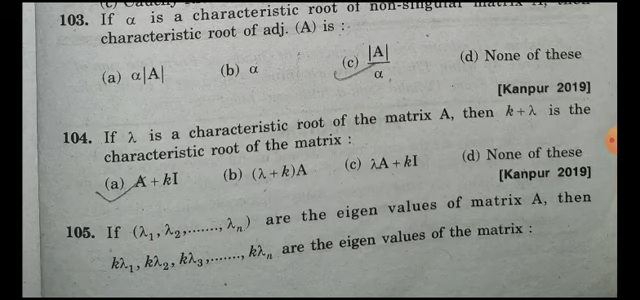 103. If α is a characteristic root of non-singular matrix A, then
characteristic root of adj. (A) is :
(a) α|A| (b) α (c) |A|/α (d) None of these
[Kanpur 2019]
104. If λ is a characteristic root of the matrix A, then k+λ is the
characteristic root of the matrix :
(a) A+kI (b) (λ+k)A (c) λA+kI (d) None of these
[Kanpur 2019]
105. If (λ₁, λ₂,........, λₙ) are the eigen values of matrix A, then
kλ₁, kλ₂, kλ₃,........, kλₙ are the eigen values of the matrix :